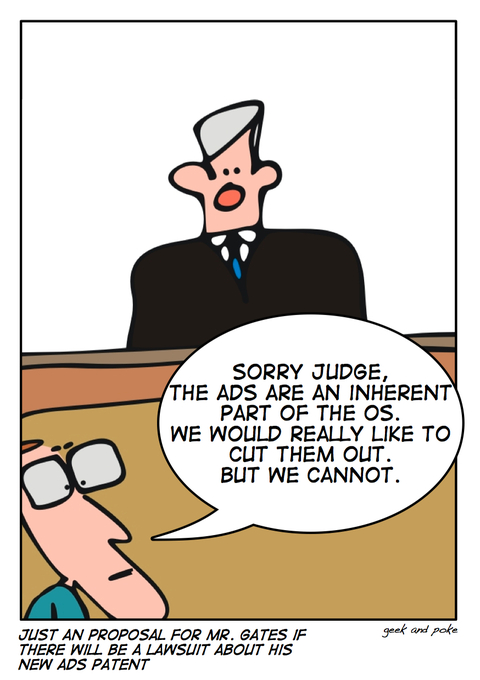 SORRY JUDGE,
THE ADS ARE AN INHERENT
PART OF THE OS.
WE WOULD REALLY LIKE TO
CUT THEM OUT.
BUT WE CANNOT.
geek and poke
JUST AN PROPOSAL FOR MR. GATES IF
THERE WILL BE A LAWSUIT ABOUT HIS
NEW ADS PATENT